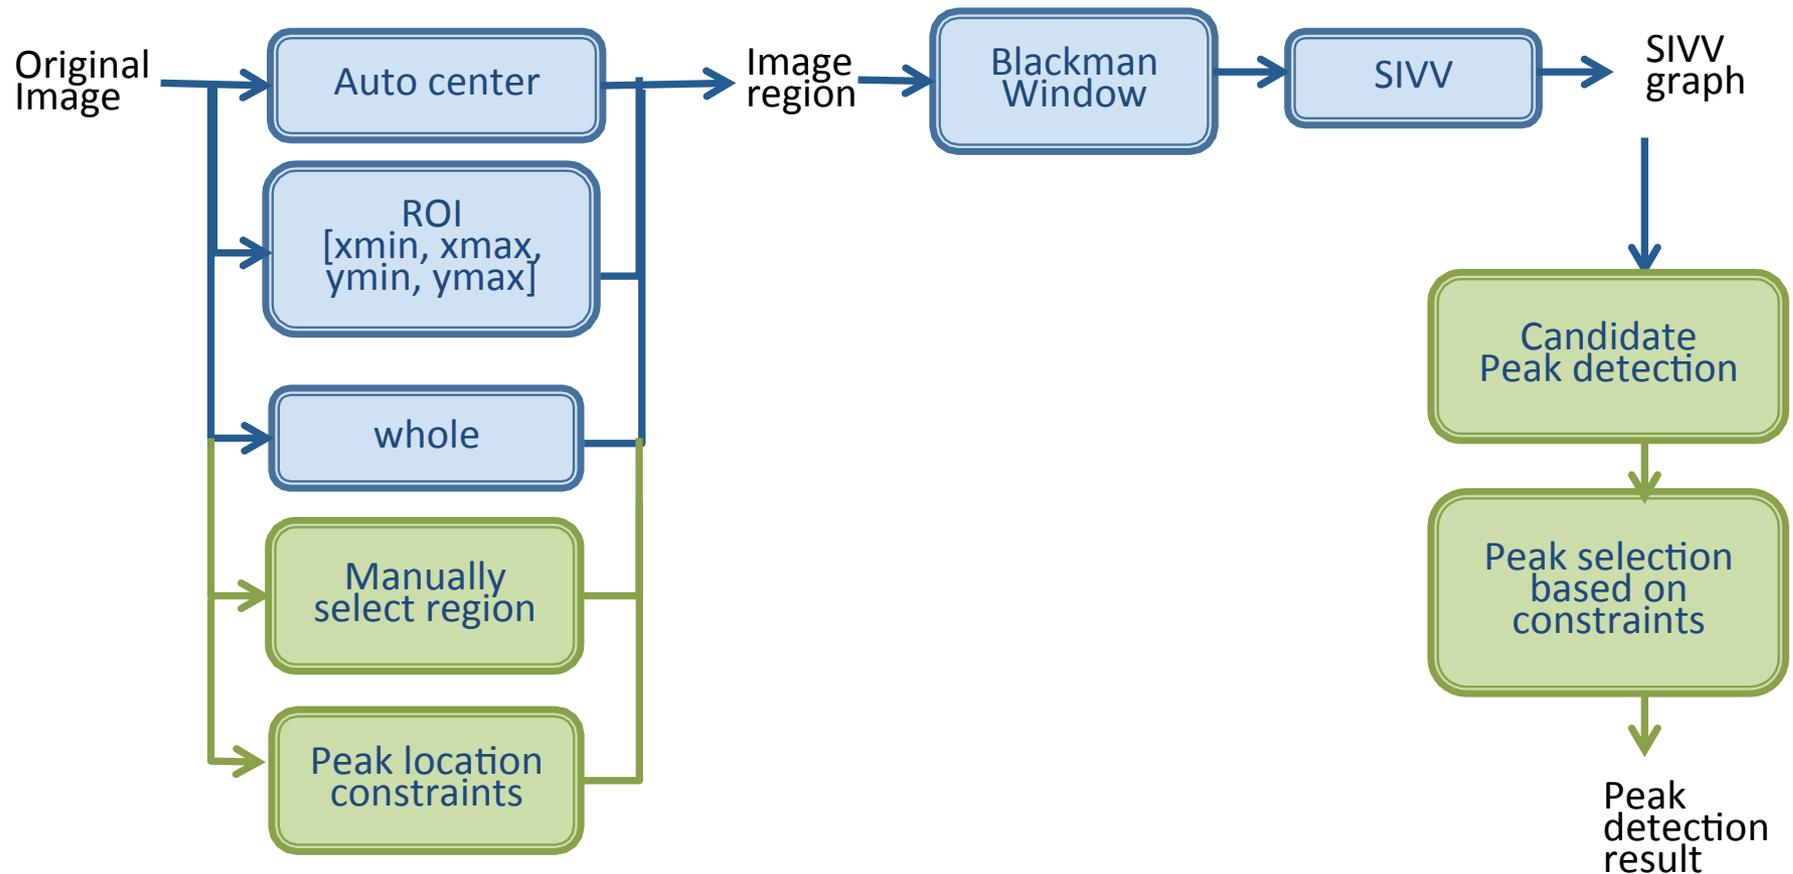 Original
Image
Auto center
ROI
[xmin, xmax,
ymin, ymax]
whole
Manually
select region
Peak location
constraints
Image
region
Blackman
Window
SIVV
SIVV
graph
Candidate
Peak detection
Peak selection
based on
constraints
Peak
detection
result